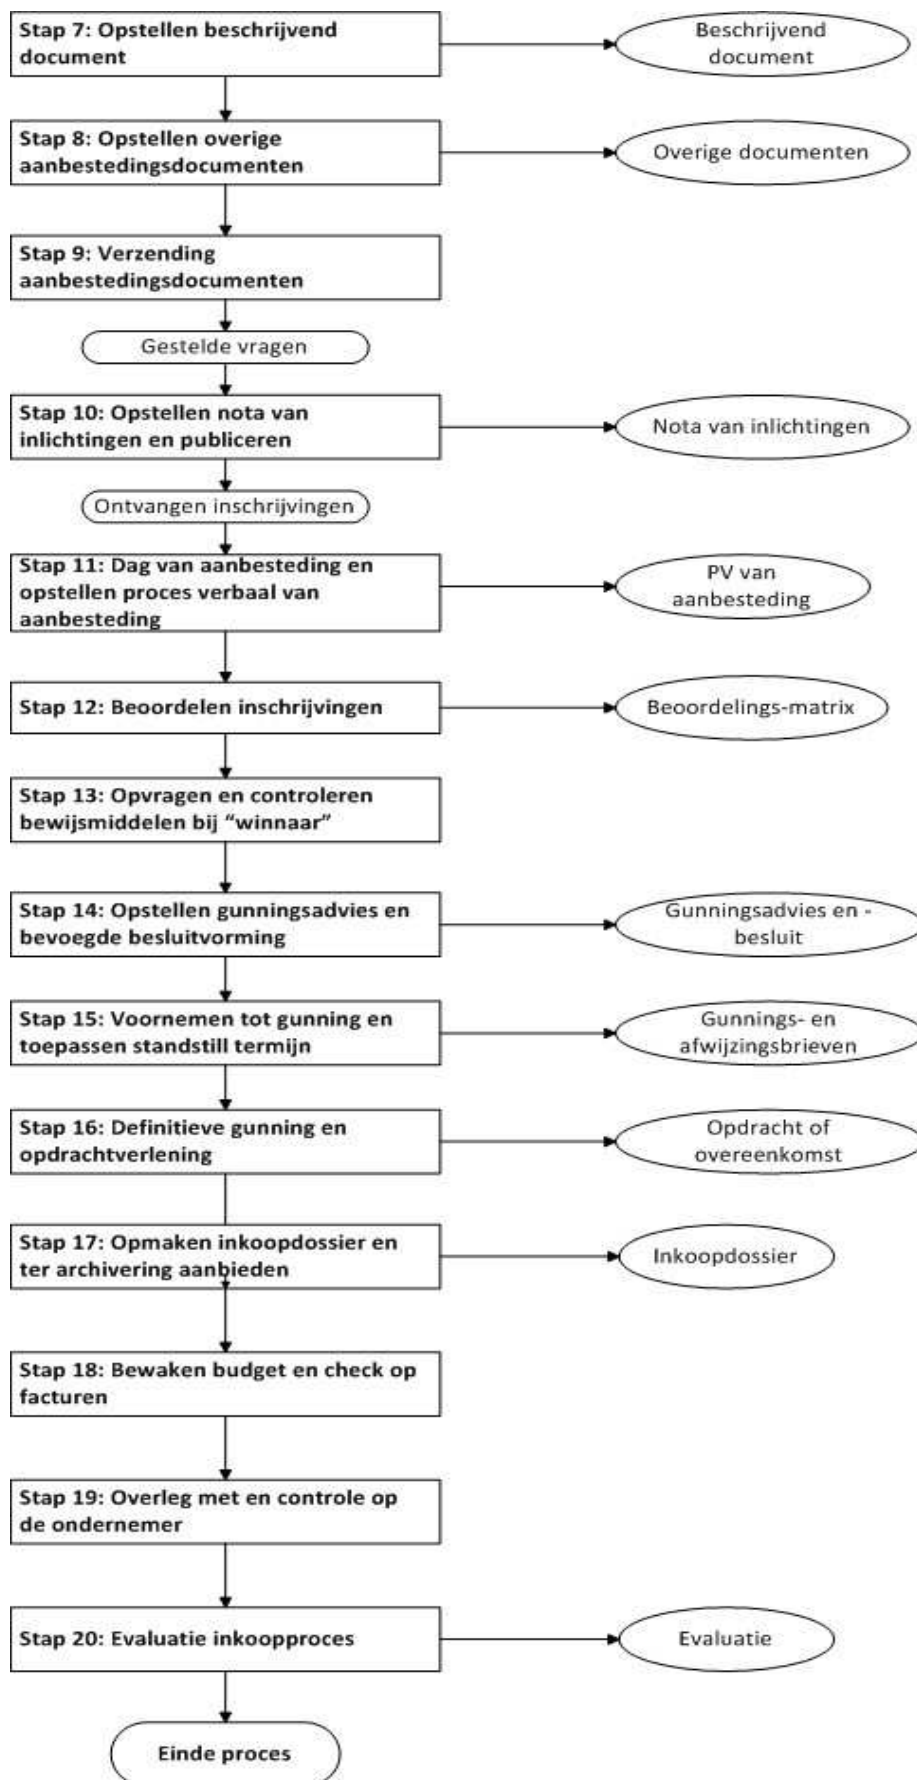 Stap 7: Opstellen beschrijvend
document
Beschrijvend
document
Stap 8: Opstellen overige
aanbestedingsdocumenten
Overige documenten
Stap 9: Verzending
aanbestedingsdocumenten
Gestelde vragen
Stap 10: Opstellen nota van
inlichtingen en publiceren
Nota van inlichtingen
Ontvangen inschrijvingen
Stap 11: Dag van aanbesteding en
opstellen proces verbaal van
aanbesteding
PV van
aanbesteding
Stap 12: Beoordelen inschrijvingen
Beoordelings-matrix
Stap 13: Opvragen en controleren
bewijsmiddelen bij “winnaar”
Stap 14: Opstellen gunningsadvies en
bevoegde besluitvorming
Gunningsadvies en -
besluit
Stap 15: Voornemen tot gunning en
toepassen standstill termijn
Gunnings- en
afwijzingsbrieven
Stap 16: Definitieve gunning en
opdrachtverlening
Opdracht of
overeenkomst
Stap 17: Opmaken inkoopdossier en
ter archivering aanbieden
Inkoopdossier
Stap 18: Bewaken budget en check op
facturen
Stap 19: Overleg met en controle op
de ondernemer
Stap 20: Evaluatie inkoopproces
Evaluatie
Einde proces